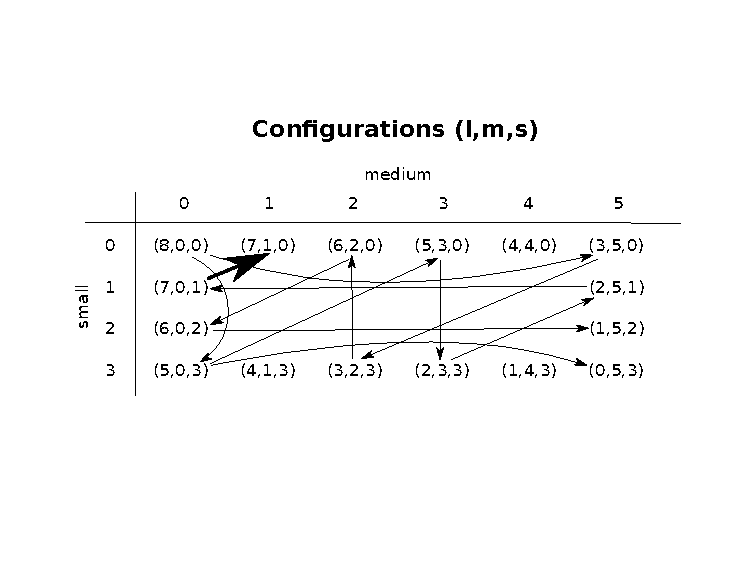 Configurations (l,m,s)
medium
0 1 2 3 4 5
small
0 (8,0,0) (7,1,0) (6,2,0) (5,3,0) (4,4,0) (3,5,0)
1 (7,0,1) (2,5,1)
2 (6,0,2) (1,5,2)
3 (5,0,3) (4,1,3) (3,2,3) (2,3,3) (1,4,3) (0,5,3)